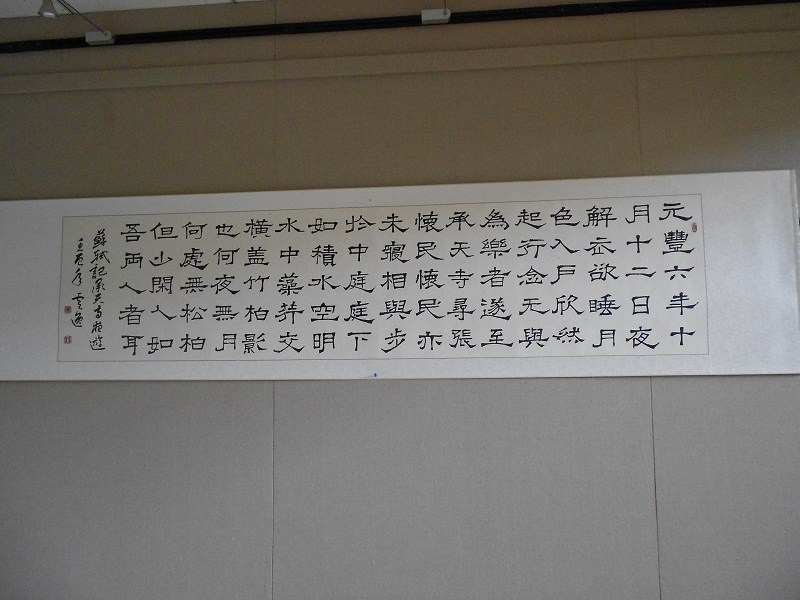 元豐六年十
月十二日夜
解衣欲睡月
色入戶欣然
起行念无與
為樂者遂至
承天寺尋張
懷民懷民亦
未寢相與步
扵中庭庭下
如積水空明
水中藻荇交
橫盖竹柏影
也何夜無月
何處無松柏
但少閑人如
吾兩人者耳
蘇軾記承天寺夜遊